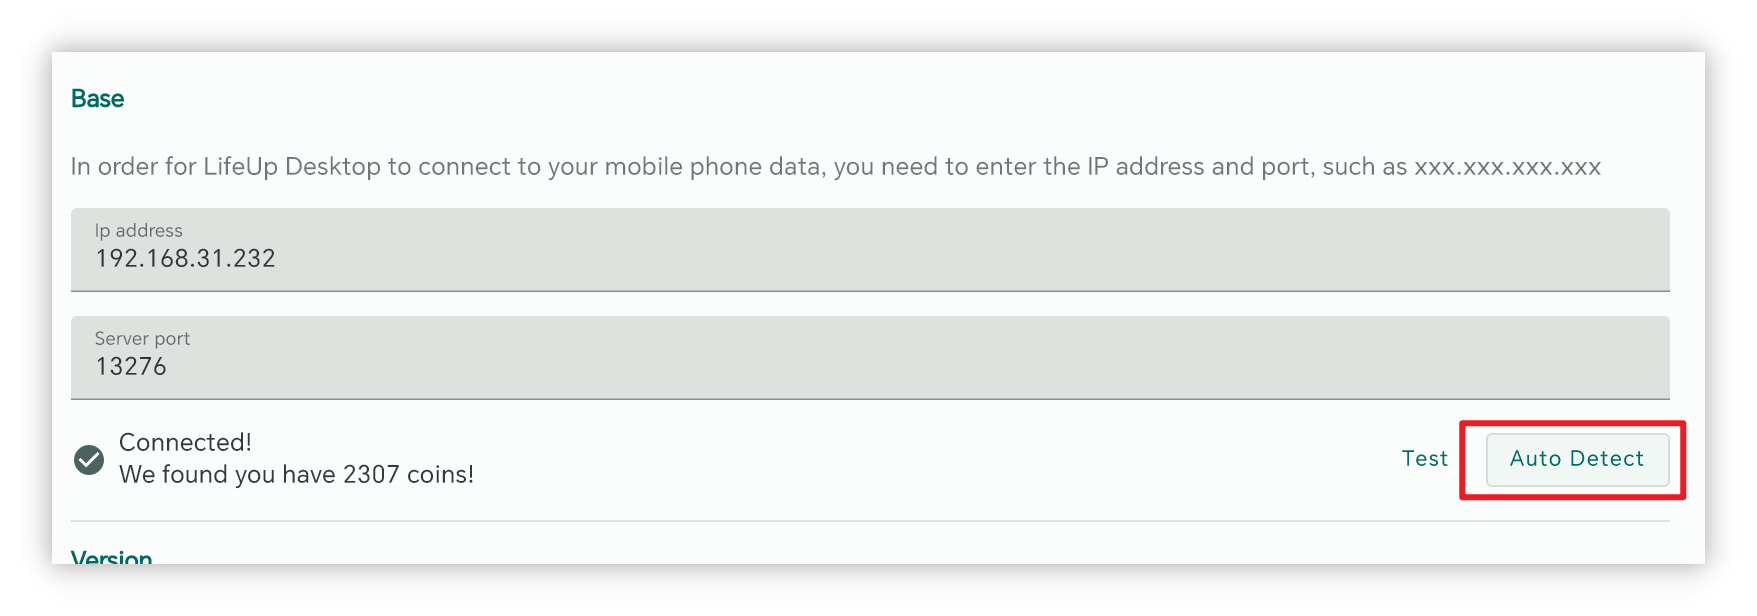 Base
In order for LifeUp Desktop to connect to your mobile phone data, you need to enter the IP address and port, such as xxx.xxx.xxx.xxx
Ip address
192.168.31.232
Server port
13276
Connected!
We found you have 2307 coins!
Test
Auto Detect
Version